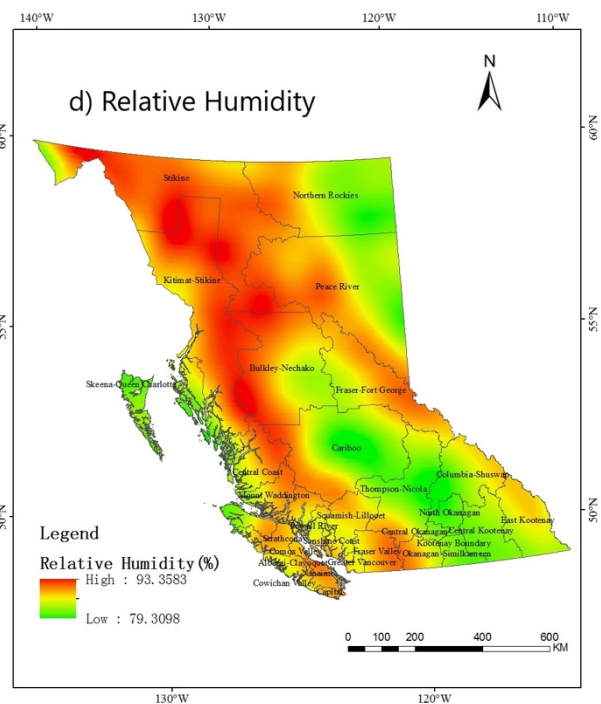 140°W 130°W 120°W 110°W
N
d) Relative Humidity
60°N 60°N
Stikine
Northern Rockies
Kitimat-Stikine
Peace River
55°N 55°N
Bulkley-Nechako
Skeena-Queen Charlotte
Fraser-Fort George
Cariboo
Central Coast
Columbia-Shuswap
Thompson-Nicola
Mount Waddington
50°N
North Okanagan
East Kootenay
Squamish-Lillooet
Legend
Central Okanagan Central Kootenay
Strathcona Sunshine Coast
Kootenay Boundary
Comox Valley
Fraser Valley Okanagan-Similkameen
Relative Humidity(%)
Alberni-Clayoquot Greater Vancouver
Nanaimo
High : 93.3583
Cowichan Valley
Capital
Low : 79.3098
0 100 200 400 600
KM
130°W 120°W